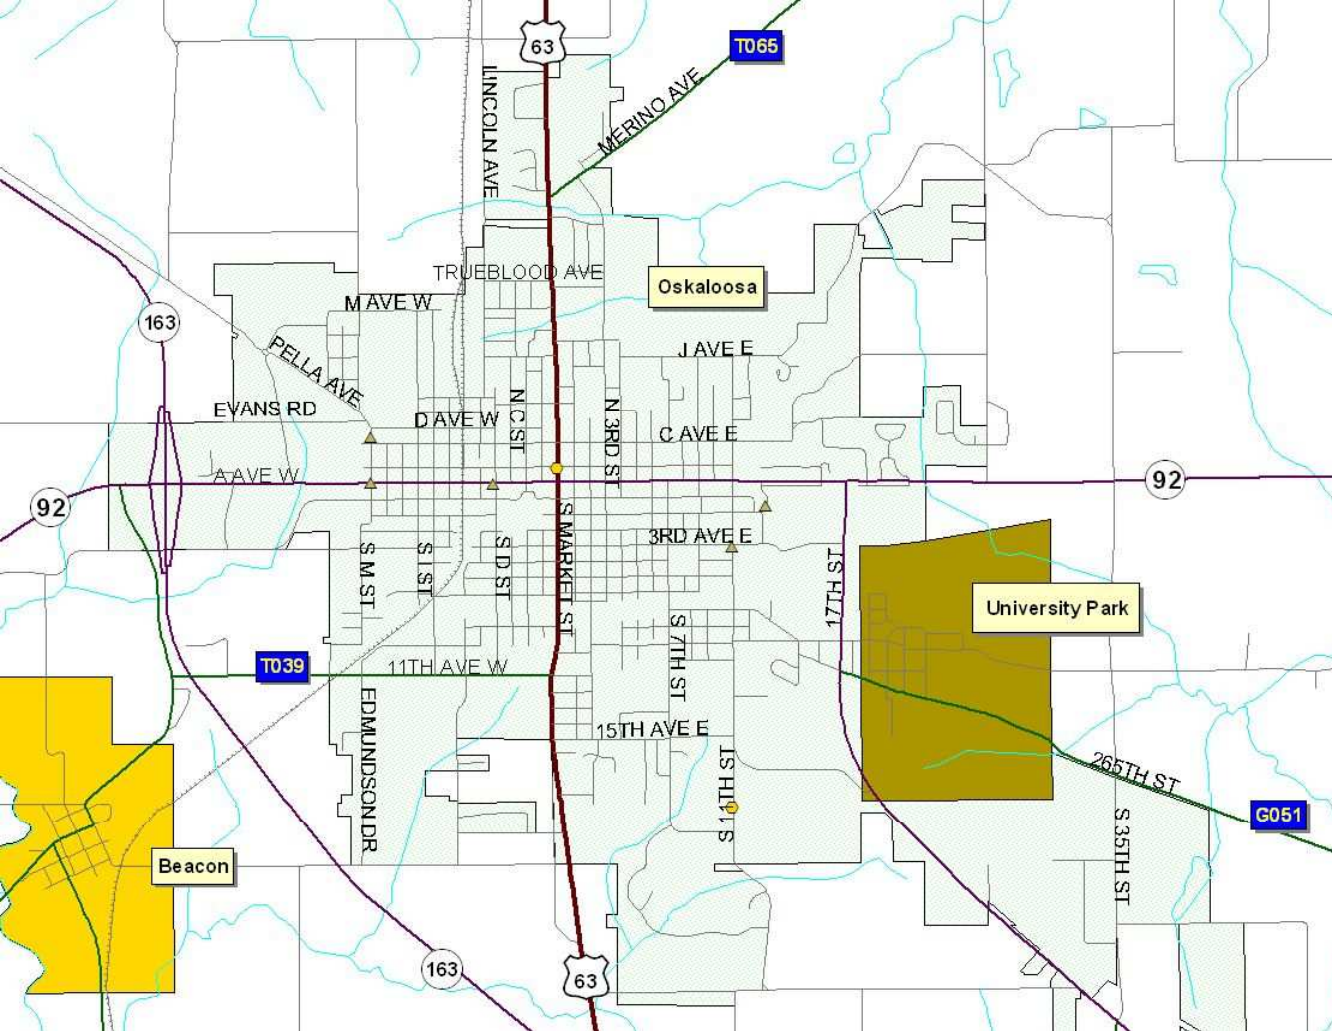 63
T065
LINCOLN AVE
MERINO AVE
TRUEBLOOD AVE
Oskaloosa
M AVE W
163
PELLA AVE
J AVE E
EVANS RD
D AVE W
N C ST
N 3RD ST
C AVE E
A AVE W
92
92
S M ST
S I ST
S D ST
S MARKET ST
3RD AVE E
17TH ST
University Park
S 7TH ST
T039
11TH AVE W
EDMUNDSON DR
15TH AVE E
S 11TH ST
265TH ST
G051
S 35TH ST
Beacon
163
63